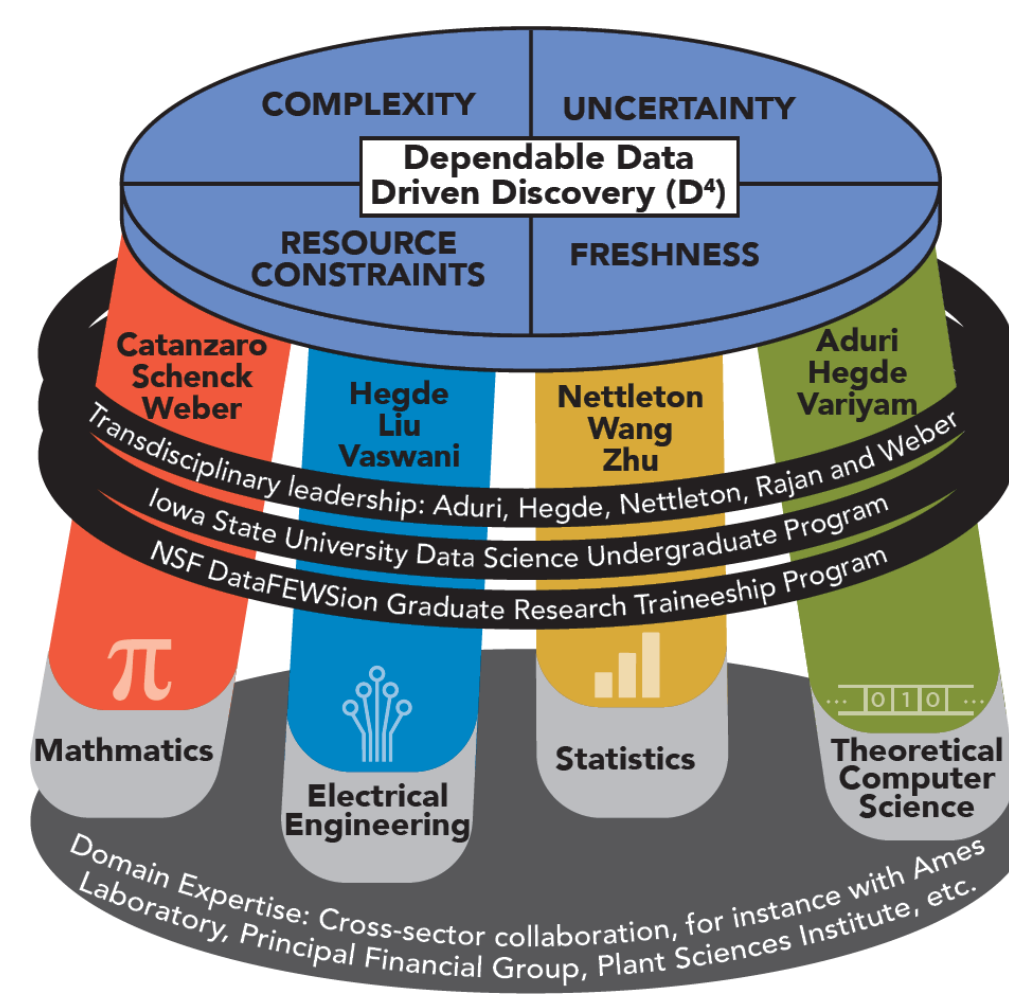 COMPLEXITY
UNCERTAINTY
Dependable Data
Driven Discovery (D⁴)
RESOURCE
CONSTRAINTS
FRESHNESS
Catanzaro
Schenck
Weber
Hegde
Liu
Vaswani
Nettleton
Wang
Zhu
Aduri
Hegde
Variyam
Transdisciplinary leadership: Aduri, Hegde, Nettleton, Rajan and Weber
Iowa State University Data Science Undergraduate Program
NSF DataFEWSion Graduate Research Traineeship Program
π
... 0 1 0 ...
Mathmatics
Electrical
Engineering
Statistics
Theoretical
Computer
Science
Domain Expertise: Cross-sector collaboration, for instance with Ames
Laboratory, Principal Financial Group, Plant Sciences Institute, etc.